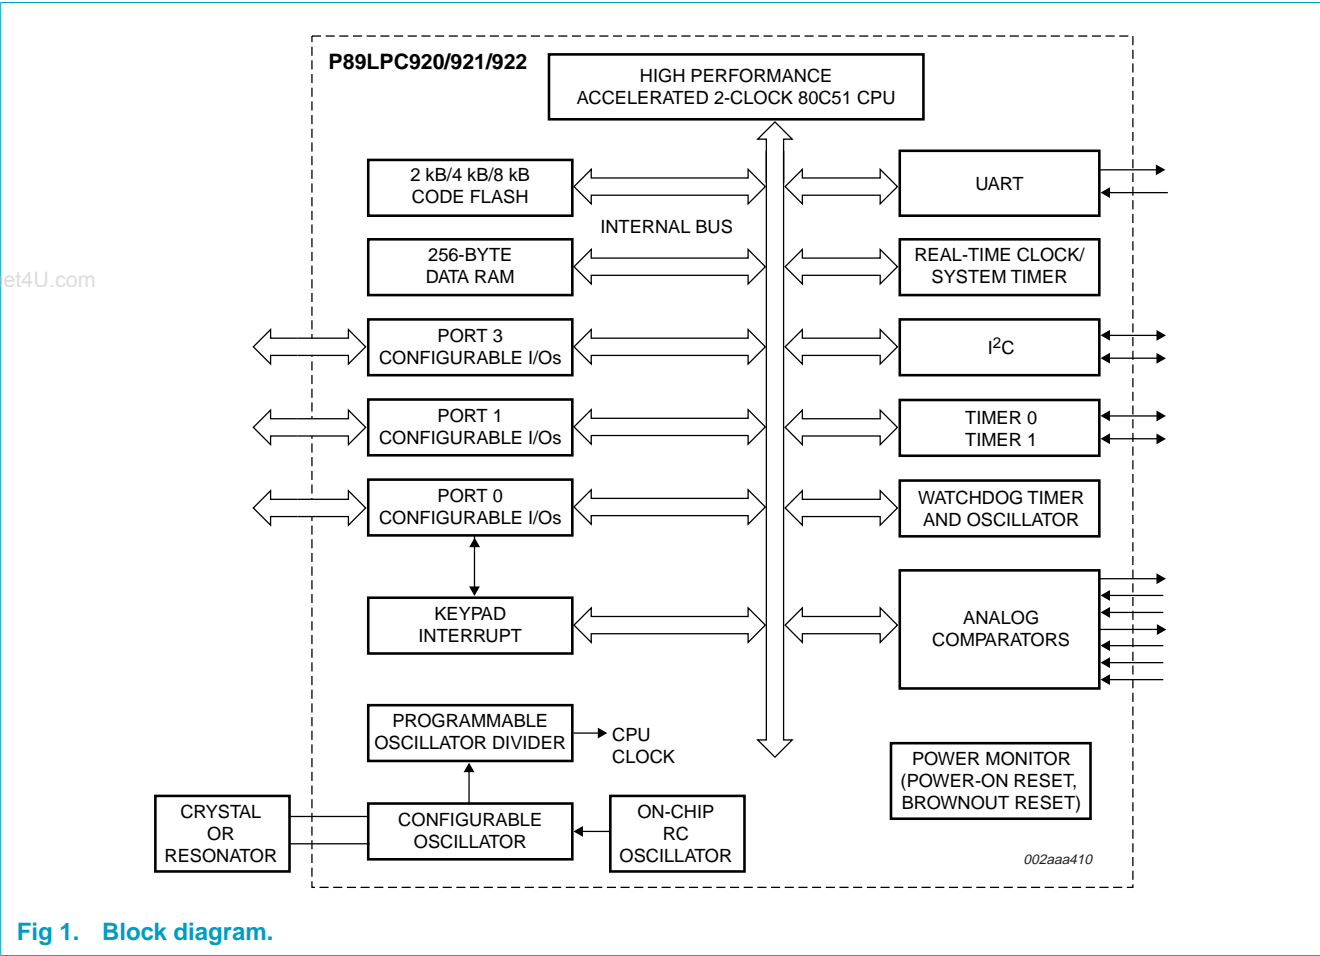 P89LPC920/921/922
HIGH PERFORMANCE
ACCELERATED 2-CLOCK 80C51 CPU
2 kB/4 kB/8 kB
CODE FLASH
UART
INTERNAL BUS
256-BYTE
DATA RAM
REAL-TIME CLOCK/
SYSTEM TIMER
et4U.com
PORT 3
CONFIGURABLE I/Os
I²C
PORT 1
CONFIGURABLE I/Os
TIMER 0
TIMER 1
PORT 0
CONFIGURABLE I/Os
WATCHDOG TIMER
AND OSCILLATOR
KEYPAD
INTERRUPT
ANALOG
COMPARATORS
PROGRAMMABLE
OSCILLATOR DIVIDER
CPU
CLOCK
POWER MONITOR
(POWER-ON RESET,
BROWNOUT RESET)
CRYSTAL
OR
RESONATOR
CONFIGURABLE
OSCILLATOR
ON-CHIP
RC
OSCILLATOR
002aaa410
Fig 1. Block diagram.